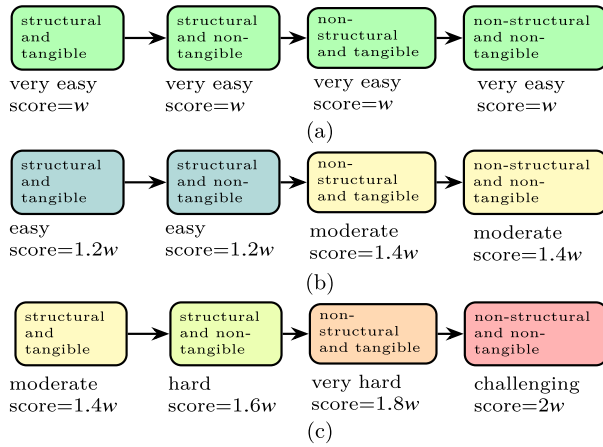 structural
and
tangible
structural
and non-
tangible
non-
structural
and tangible
non-structural
and non-
tangible
very easy
score=w
very easy
score=w
very easy
score=w
very easy
score=w
(a)
structural
and
tangible
structural
and non-
tangible
non-
structural
and tangible
non-structural
and non-
tangible
easy
score=1.2w
easy
score=1.2w
moderate
score=1.4w
moderate
score=1.4w
(b)
structural
and
tangible
structural
and non-
tangible
non-
structural
and tangible
non-structural
and non-
tangible
moderate
score=1.4w
hard
score=1.6w
very hard
score=1.8w
challenging
score=2w
(c)